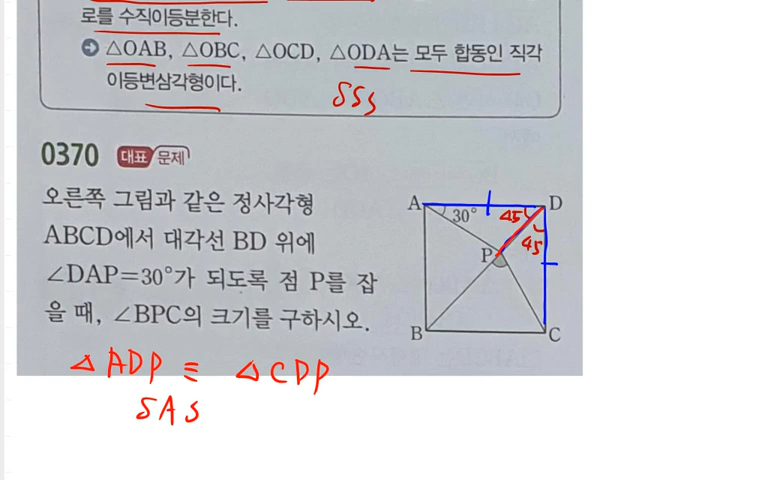 로를 수직이등분한다.
➔ △OAB, △OBC, △OCD, △ODA는 모두 합동인 직각
이등변삼각형이다.
SSS
0370 대표 문제
오른쪽 그림과 같은 정사각형
ABCD에서 대각선 BD 위에
∠DAP=30°가 되도록 점 P를 잡
을 때, ∠BPC의 크기를 구하시오.
A
D
30°
45
45
P
B
C
△ADP ≡ △CDP
SAS